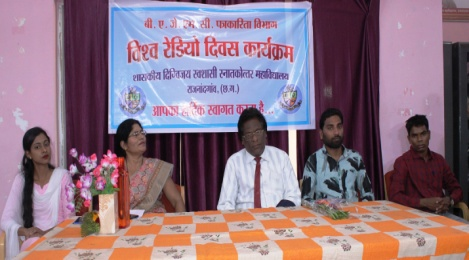 बी. ए. जे. एम. सी. पत्रकारिता विभाग
विश्व रेडियो दिवस कार्यक्रम
शासकीय दिग्विजय स्वशासी स्नातकोत्तर महाविद्यालय
राजनांदगांव, (छ.ग.)
आपका हार्दिक स्वागत करता है...